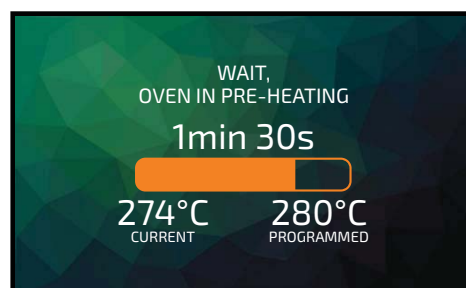 WAIT,
OVEN IN PRE-HEATING
1min 30s
274°C 280°C
CURRENT PROGRAMMED